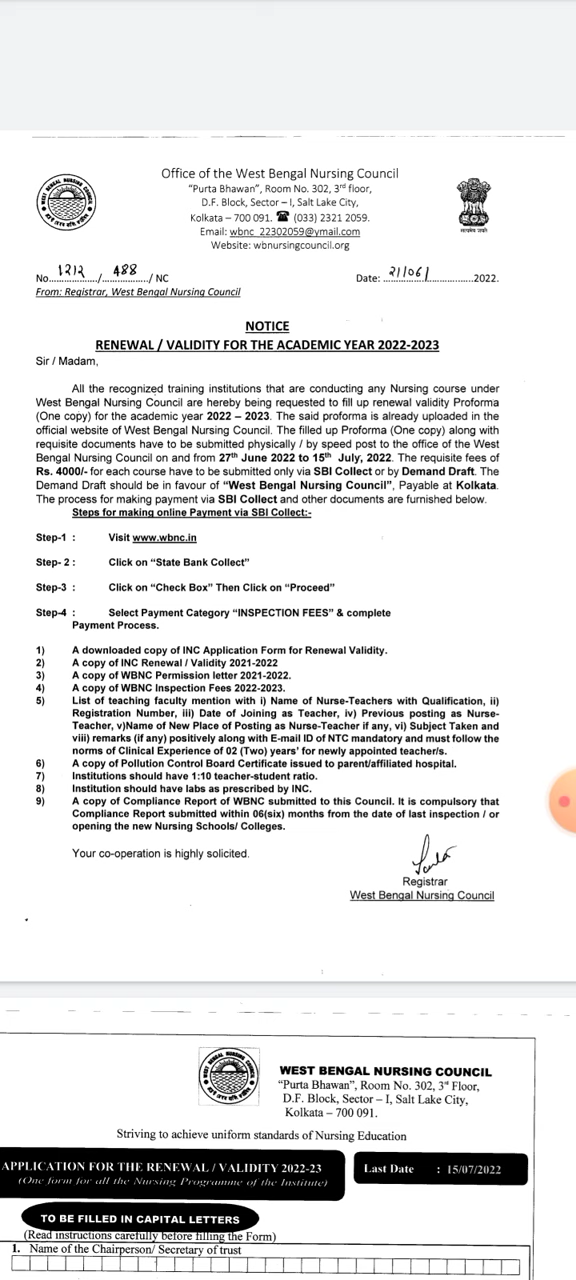 Office of the West Bengal Nursing Council
"Purta Bhawan", Room No. 302, 3rd floor,
D.F. Block, Sector – I, Salt Lake City,
Kolkata – 700 091. ☎ (033) 2321 2059.
Email: wbnc_22302059@ymail.com
Website: wbnursingcouncil.org
WEST BENGAL NURSING COUNCIL
सत्यमेव जयते
No. 1212 / 488 / NC Date: 21/06/ 2022.
From: Registrar, West Bengal Nursing Council
NOTICE
RENEWAL / VALIDITY FOR THE ACADEMIC YEAR 2022-2023
Sir / Madam,
All the recognized training institutions that are conducting any Nursing course under
West Bengal Nursing Council are hereby being requested to fill up renewal validity Proforma
(One copy) for the academic year 2022 – 2023. The said proforma is already uploaded in the
official website of West Bengal Nursing Council. The filled up Proforma (One copy) along with
requisite documents have to be submitted physically / by speed post to the office of the West
Bengal Nursing Council on and from 27th June 2022 to 15th July, 2022. The requisite fees of
Rs. 4000/- for each course have to be submitted only via SBI Collect or by Demand Draft. The
Demand Draft should be in favour of "West Bengal Nursing Council", Payable at Kolkata.
The process for making payment via SBI Collect and other documents are furnished below.
Steps for making online Payment via SBI Collect:-
Step-1 : Visit www.wbnc.in
Step- 2 : Click on "State Bank Collect"
Step-3 : Click on "Check Box" Then Click on "Proceed"
Step-4 : Select Payment Category "INSPECTION FEES" & complete
Payment Process.
1) A downloaded copy of INC Application Form for Renewal Validity.
2) A copy of INC Renewal / Validity 2021-2022
3) A copy of WBNC Permission letter 2021-2022.
4) A copy of WBNC Inspection Fees 2022-2023.
5) List of teaching faculty mention with i) Name of Nurse-Teachers with Qualification, ii)
Registration Number, iii) Date of Joining as Teacher, iv) Previous posting as Nurse-
Teacher, v)Name of New Place of Posting as Nurse-Teacher if any, vi) Subject Taken and
viii) remarks (if any) positively along with E-mail ID of NTC mandatory and must follow the
norms of Clinical Experience of 02 (Two) years' for newly appointed teacher/s.
6) A copy of Pollution Control Board Certificate issued to parent/affiliated hospital.
7) Institutions should have 1:10 teacher-student ratio.
8) Institution should have labs as prescribed by INC.
9) A copy of Compliance Report of WBNC submitted to this Council. It is compulsory that
Compliance Report submitted within 06(six) months from the date of last inspection / or
opening the new Nursing Schools/ Colleges.
Your co-operation is highly solicited.
Registrar
West Bengal Nursing Council
WEST BENGAL NURSING COUNCIL
WEST BENGAL NURSING COUNCIL
"Purta Bhawan", Room No. 302, 3rd Floor,
D.F. Block, Sector – I, Salt Lake City,
Kolkata – 700 091.
Striving to achieve uniform standards of Nursing Education
APPLICATION FOR THE RENEWAL / VALIDITY 2022-23
(One form for all the Nursing Programme of the Institute)
Last Date : 15/07/2022
TO BE FILLED IN CAPITAL LETTERS
(Read instructions carefully before filling the Form)
1. Name of the Chairperson/ Secretary of trust